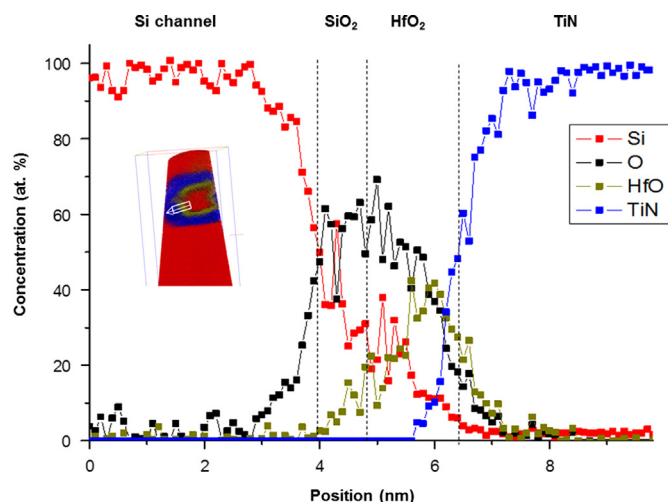 Si channel SiO₂ HfO₂ TiN
100
80
60
40
20
0
Concentration (at. %)
Si
O
HfO
TiN
0 2 4 6 8
Position (nm)